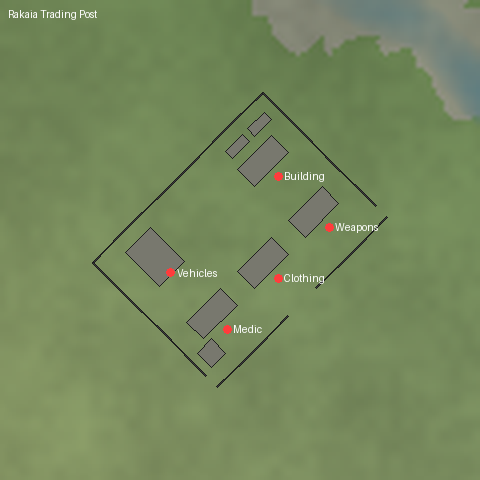 Rakaia Trading Post
Building
Weapons
Vehicles
Clothing
Medic